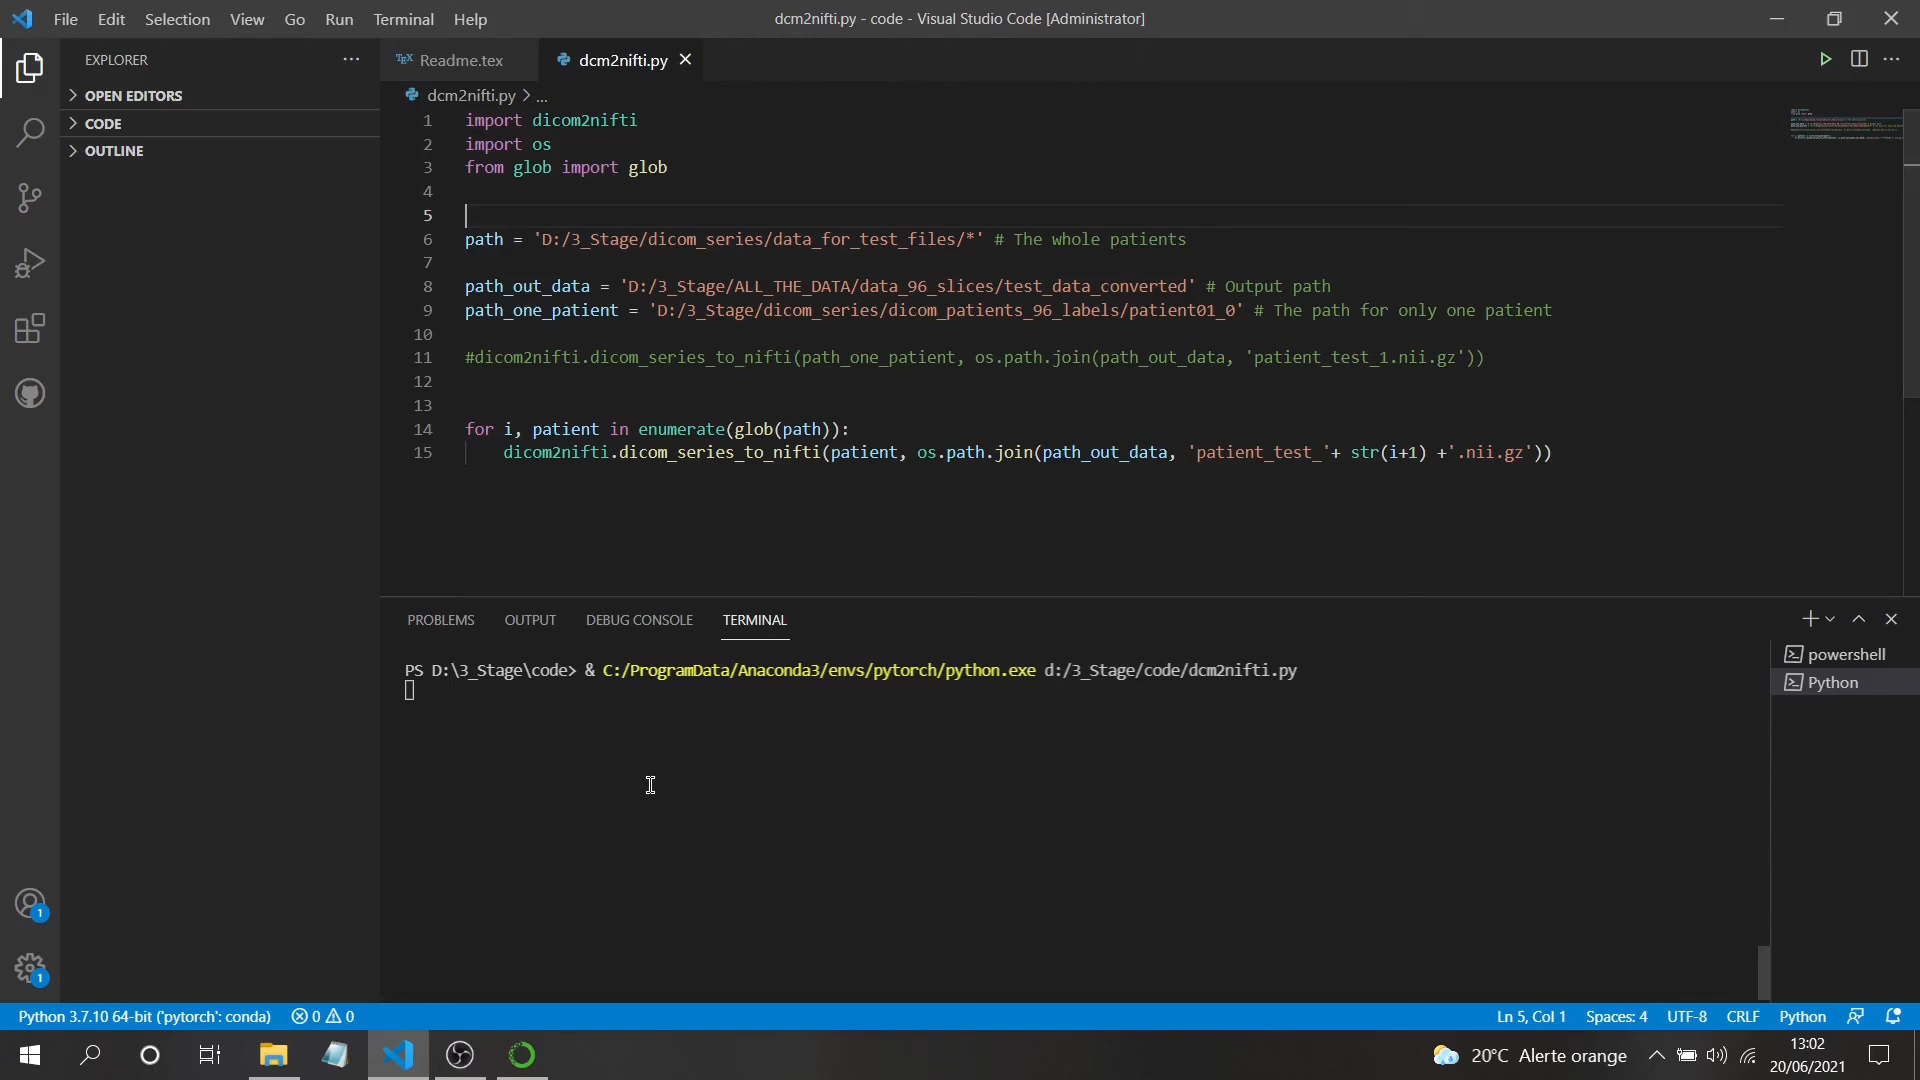 File Edit Selection View Go Run Terminal Help
dcm2nifti.py - code - Visual Studio Code [Administrator]
EXPLORER
OPEN EDITORS
CODE
OUTLINE
TEX Readme.tex
dcm2nifti.py
dcm2nifti.py > ...
1 import dicom2nifti
2 import os
3 from glob import glob
4
5
6 path = 'D:/3_Stage/dicom_series/data_for_test_files/*' # The whole patients
7
8 path_out_data = 'D:/3_Stage/ALL_THE_DATA/data_96_slices/test_data_converted' # Output path
9 path_one_patient = 'D:/3_Stage/dicom_series/dicom_patients_96_labels/patient01_0' # The path for only one patient
10
11 #dicom2nifti.dicom_series_to_nifti(path_one_patient, os.path.join(path_out_data, 'patient_test_1.nii.gz'))
12
13
14 for i, patient in enumerate(glob(path)):
15 dicom2nifti.dicom_series_to_nifti(patient, os.path.join(path_out_data, 'patient_test_'+ str(i+1) +'.nii.gz'))
PROBLEMS OUTPUT DEBUG CONSOLE TERMINAL
PS D:\3_Stage\code> & C:/ProgramData/Anaconda3/envs/pytorch/python.exe d:/3_Stage/code/dcm2nifti.py
powershell
Python
1
1
Python 3.7.10 64-bit ('pytorch': conda) 0 0
Ln 5, Col 1 Spaces: 4 UTF-8 CRLF Python
20°C Alerte orange
13:02
20/06/2021